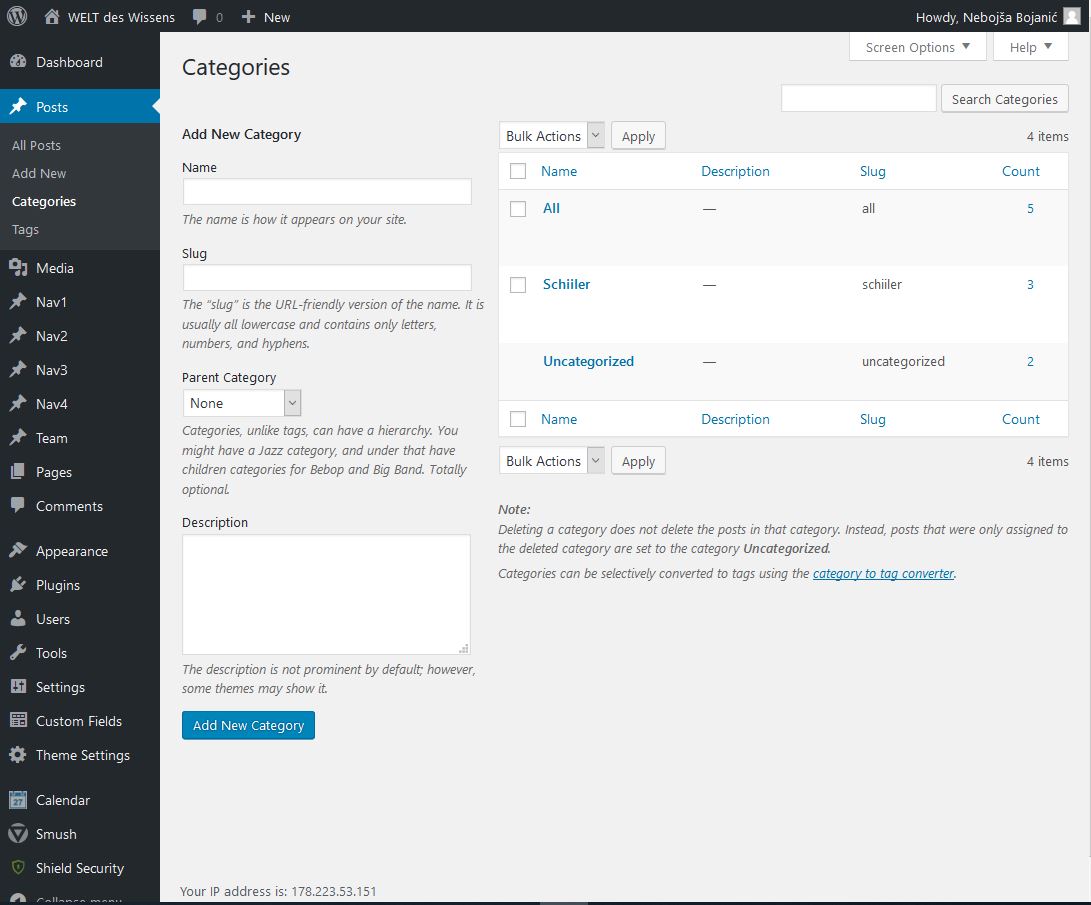 WELT des Wissens 0 New Howdy, Nebojša Bojanić
Screen Options Help
Dashboard
Posts
All Posts
Add New
Categories
Tags
Media
Nav1
Nav2
Nav3
Nav4
Team
Pages
Comments
Appearance
Plugins
Users
Tools
Settings
Custom Fields
Theme Settings
27 Calendar
Smush
Shield Security
Collapse menu
Categories
Add New Category
Name
The name is how it appears on your site.
Slug
The “slug” is the URL-friendly version of the name. It is
usually all lowercase and contains only letters,
numbers, and hyphens.
Parent Category
None
Categories, unlike tags, can have a hierarchy. You
might have a Jazz category, and under that have
children categories for Bebop and Big Band. Totally
optional.
Description
The description is not prominent by default; however,
some themes may show it.
Add New Category
Search Categories
Bulk Actions Apply 4 items
Name Description Slug Count
All — all 5
Schiiler — schiiler 3
Uncategorized — uncategorized 2
Name Description Slug Count
Bulk Actions Apply 4 items
Note:
Deleting a category does not delete the posts in that category. Instead, posts that were only assigned to
the deleted category are set to the category Uncategorized.
Categories can be selectively converted to tags using the category to tag converter.
Your IP address is: 178.223.53.151